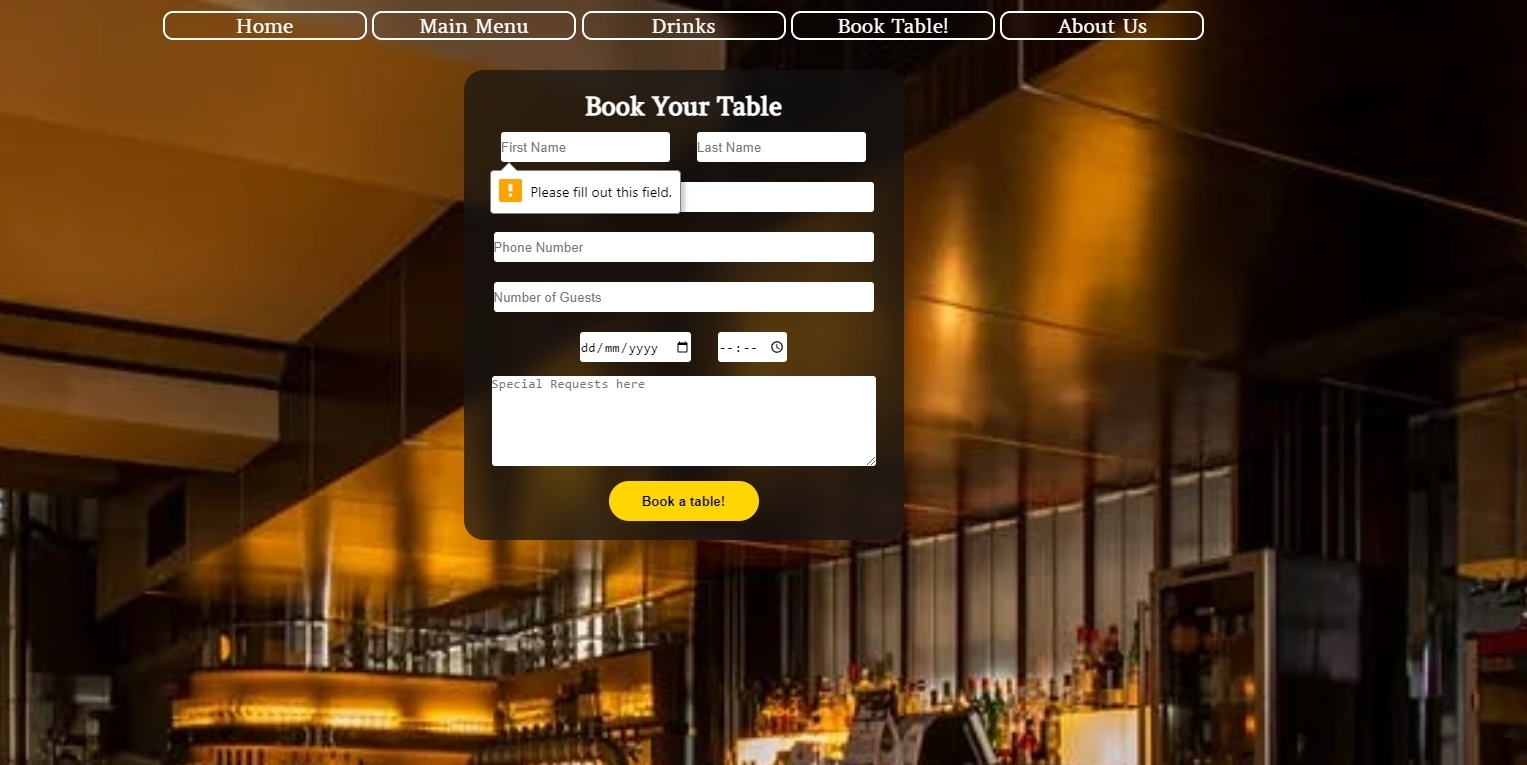 Home Main Menu Drinks Book Table! About Us
Book Your Table
First Name Last Name
! Please fill out this field.
Phone Number
Number of Guests
dd/mm/yyyy --:--
Special Requests here
Book a table!